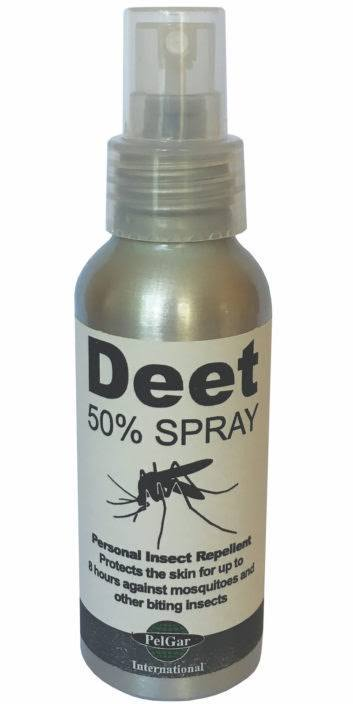 Deet
50% SPRAY
Personal Insect Repellent
Protects the skin for up to
8 hours against mosquitoes and
other biting insects
PelGar
International